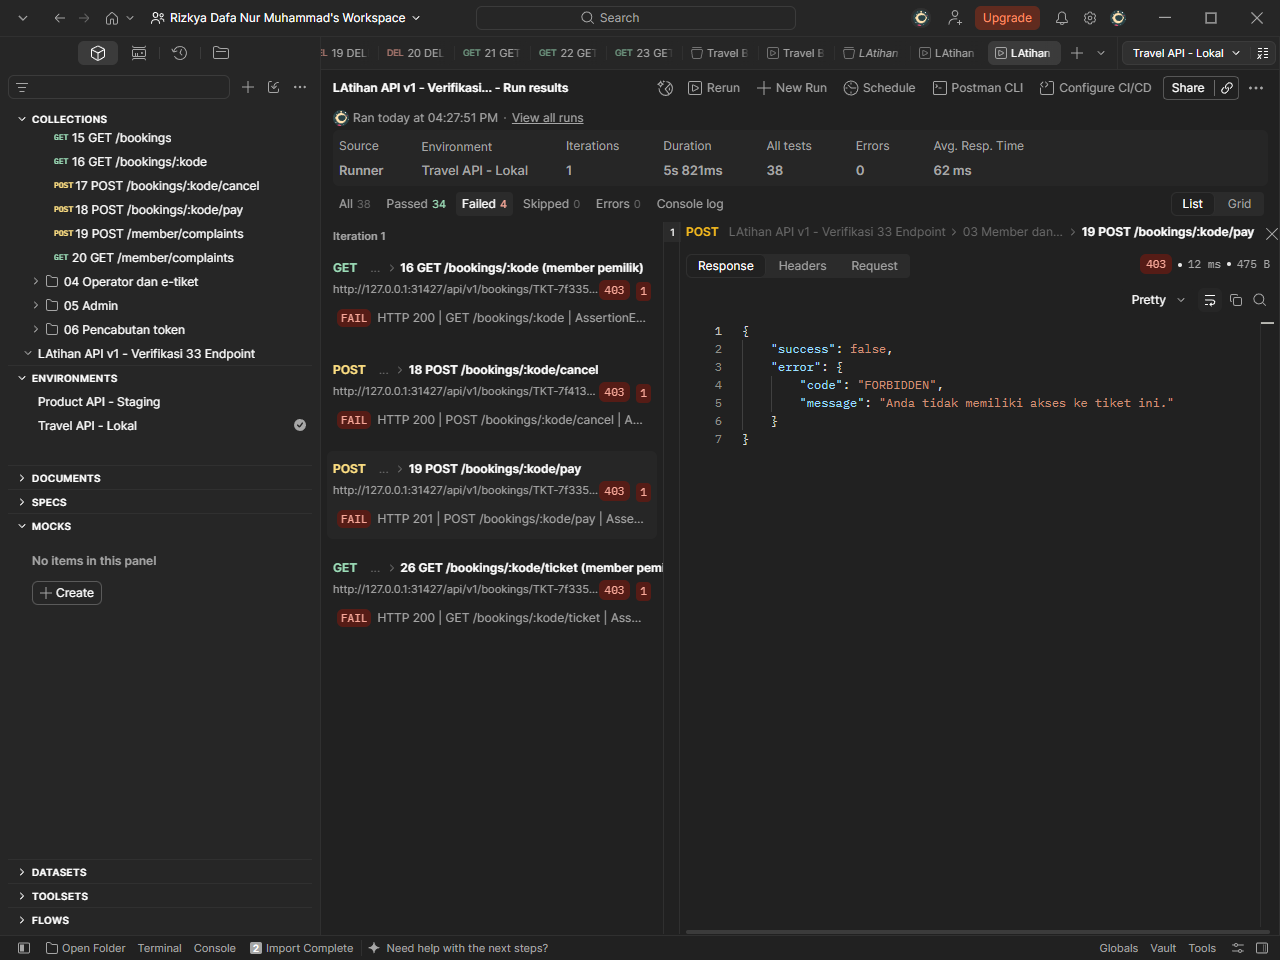 Rizkya Dafa Nur Muhammad's Workspace
Search
Upgrade
19 DEL
DEL 20 DEL
GET 21 GET
GET 22 GET
GET 23 GET
Travel B
Travel B
LAtihan
LAtihan
LAtihan
Travel API - Lokal
LAtihan API v1 - Verifikasi... - Run results
Rerun
New Run
Schedule
Postman CLI
Configure CI/CD
Share
Ran today at 04:27:51 PM · View all runs
Source Environment Iterations Duration All tests Errors Avg. Resp. Time
Runner Travel API - Lokal 1 5s 821ms 38 0 62 ms
All 38 Passed 34 Failed 4 Skipped 0 Errors 0 Console log
List Grid
COLLECTIONS
GET 15 GET /bookings
GET 16 GET /bookings/:kode
POST 17 POST /bookings/:kode/cancel
POST 18 POST /bookings/:kode/pay
POST 19 POST /member/complaints
GET 20 GET /member/complaints
04 Operator dan e-tiket
05 Admin
06 Pencabutan token
LAtihan API v1 - Verifikasi 33 Endpoint
ENVIRONMENTS
Product API - Staging
Travel API - Lokal
DOCUMENTS
SPECS
MOCKS
No items in this panel
Create
DATASETS
TOOLSETS
FLOWS
Iteration 1
GET ... > 16 GET /bookings/:kode (member pemilik)
http://127.0.0.1:31427/api/v1/bookings/TKT-7f335... 403 1
FAIL HTTP 200 | GET /bookings/:kode | AssertionE...
POST ... > 18 POST /bookings/:kode/cancel
http://127.0.0.1:31427/api/v1/bookings/TKT-7f413... 403 1
FAIL HTTP 200 | POST /bookings/:kode/cancel | A...
POST ... > 19 POST /bookings/:kode/pay
http://127.0.0.1:31427/api/v1/bookings/TKT-7f335... 403 1
FAIL HTTP 201 | POST /bookings/:kode/pay | Asse...
GET ... > 26 GET /bookings/:kode/ticket (member pemi
http://127.0.0.1:31427/api/v1/bookings/TKT-7f335... 403 1
FAIL HTTP 200 | GET /bookings/:kode/ticket | Ass...
1
POST LAtihan API v1 - Verifikasi 33 Endpoint > 03 Member dan... > 19 POST /bookings/:kode/pay
Response Headers Request
403 • 12 ms • 475 B
Pretty
1 {
2 "success": false,
3 "error": {
4 "code": "FORBIDDEN",
5 "message": "Anda tidak memiliki akses ke tiket ini."
6 }
7 }
Open Folder
Terminal
Console
2 Import Complete
Need help with the next steps?
Globals
Vault
Tools